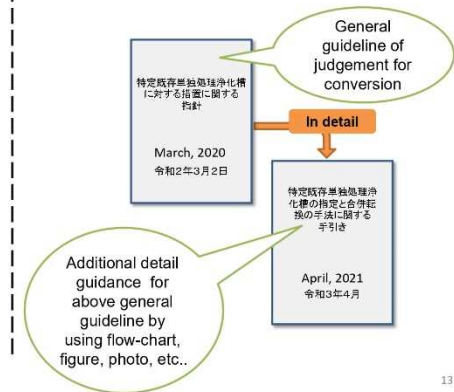 General
guideline of
judgement for
conversion
特定既存単独処理浄化槽
に対する措置に関する
指針
In detail
March, 2020
令和2年3月2日
特定既存単独処理浄
化槽の指定と合併転
換の手法に関する
手引き
Additional detail
guidance for
above general
guideline by
using flow-chart,
figure, photo, etc..
April, 2021
令和3年4月
13